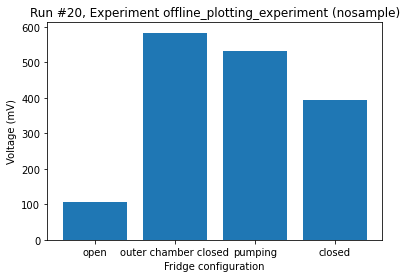 Run #20, Experiment offline_plotting_experiment (nosample)
600
500
400
300
200
100
0
Voltage (mV)
open outer chamber closed pumping closed
Fridge configuration